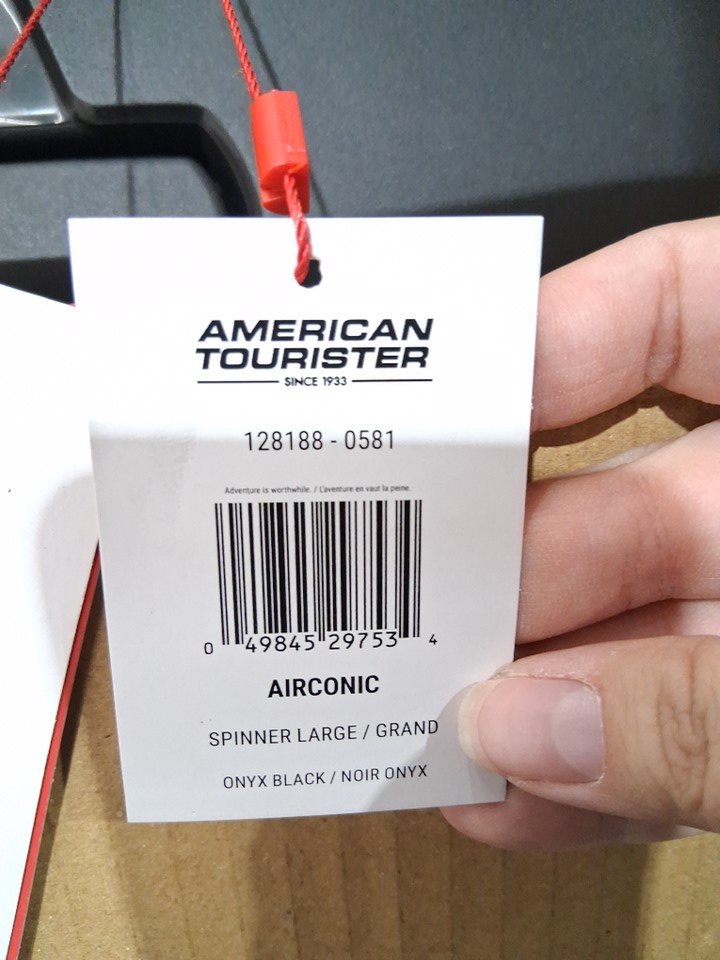 AMERICAN
TOURISTER
SINCE 1933
128188 - 0581
Adventure is worthwhile. / L'aventure en vaut la peine.
0 49845 29753 4
AIRCONIC
SPINNER LARGE / GRAND
ONYX BLACK / NOIR ONYX